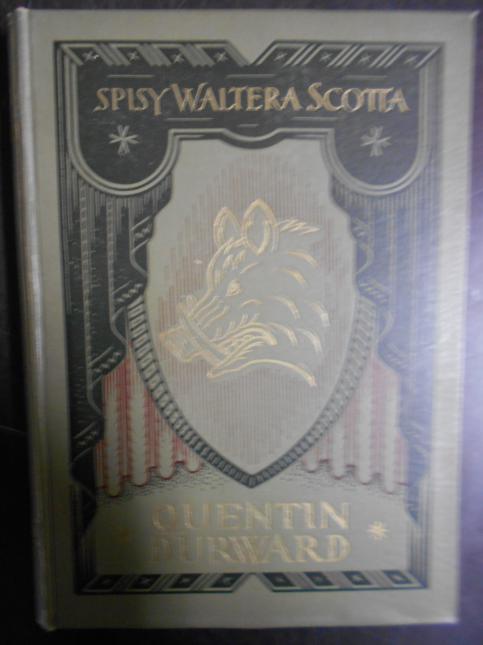 SPISY WALTERA SCOTTA
QUENTIN
DURWARD